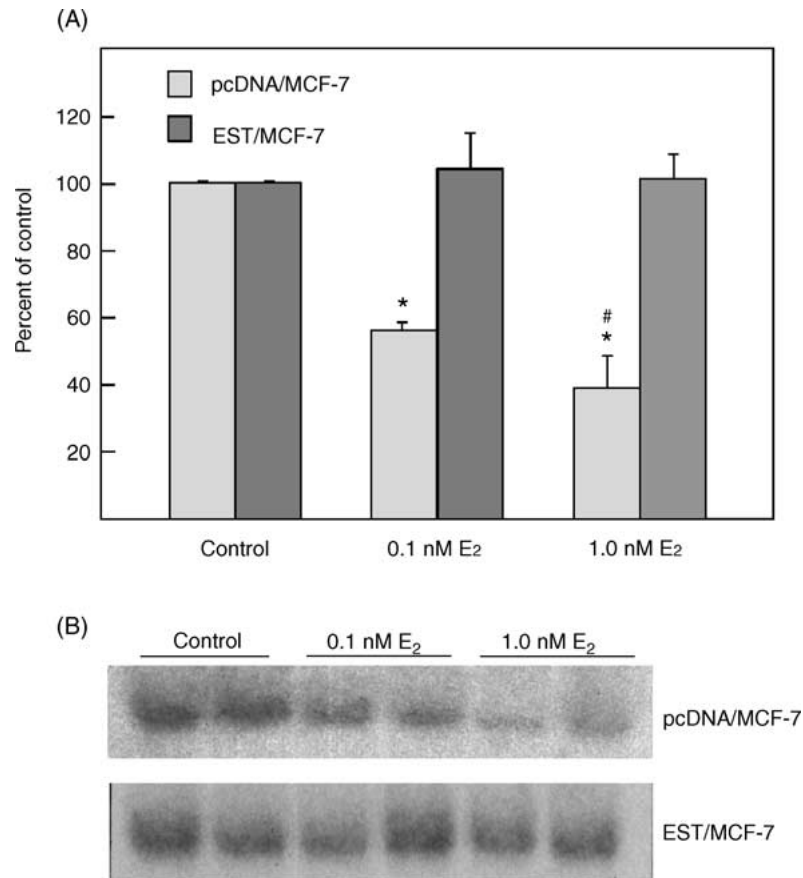 (A)
pcDNA/MCF-7
EST/MCF-7
Percent of control
120
100
80
60
40
20
*
#
*
Control
0.1 nM E₂
1.0 nM E₂
(B)
Control
0.1 nM E₂
1.0 nM E₂
pcDNA/MCF-7
EST/MCF-7